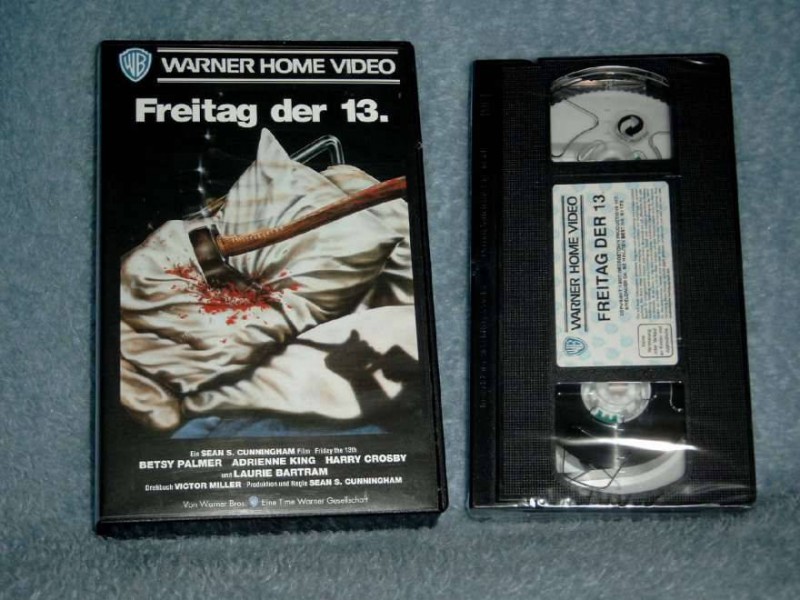 WB WARNER HOME VIDEO
Freitag der 13.
Ein SEAN S. CUNNINGHAM Film Friday the 13th
BETSY PALMER ADRIENNE KING HARRY CROSBY
und LAURIE BARTRAM
Drehbuch VICTOR MILLER Produktion und Regie SEAN S. CUNNINGHAM
Von Warner Bros. Eine Time Warner Gesellschaft
WARNER HOME VIDEO
FREITAG DER 13